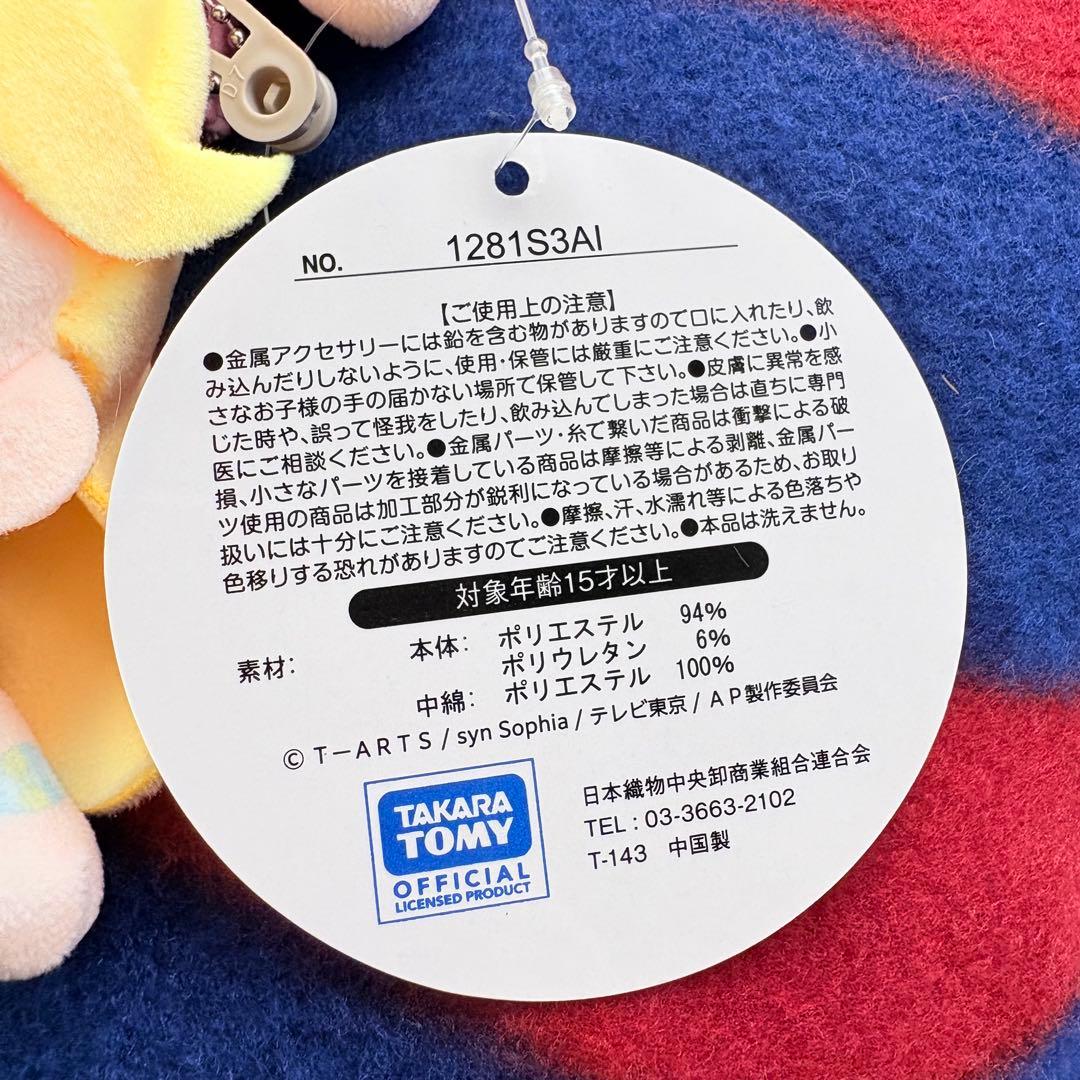 D7
NO. 1281S3AI
【ご使用上の注意】
●金属アクセサリーには鉛を含む物がありますので口に入れたり、飲
み込んだりしないように、使用・保管には厳重にご注意ください。●小
さなお子様の手の届かない場所で保管して下さい。●皮膚に異常を感
じた時や、誤って怪我をしたり、飲み込んでしまった場合は直ちに専門
医にご相談ください。●金属パーツ・糸で繋いだ商品は衝撃による破
損、小さなパーツを接着している商品は摩擦等による剥離、金属パー
ツ使用の商品は加工部分が鋭利になっている場合があるため、お取り
扱いには十分にご注意ください。●摩擦、汗、水濡れ等による色落ちや
色移りする恐れがありますのでご注意ください。●本品は洗えません。
対象年齢15才以上
素材: 本体: ポリエステル 94%
ポリウレタン 6%
中綿: ポリエステル 100%
© T-ARTS / syn Sophia / テレビ東京 / AP製作委員会
TAKARA
TOMY
OFFICIAL
LICENSED PRODUCT
日本織物中央卸商業組合連合会
TEL : 03-3663-2102
T-143 中国製